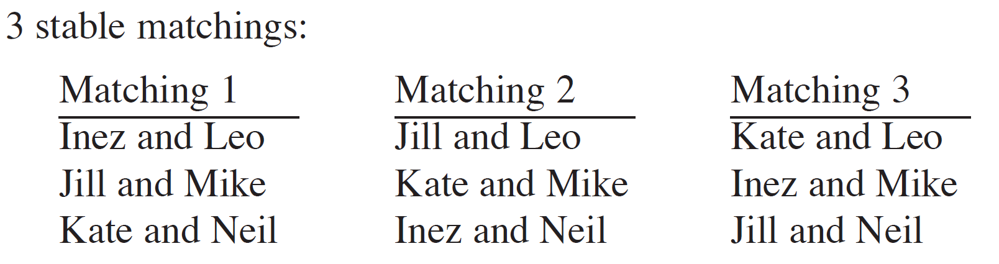 3 stable matchings:
Matching 1 Matching 2 Matching 3
Inez and Leo Jill and Leo Kate and Leo
Jill and Mike Kate and Mike Inez and Mike
Kate and Neil Inez and Neil Jill and Neil